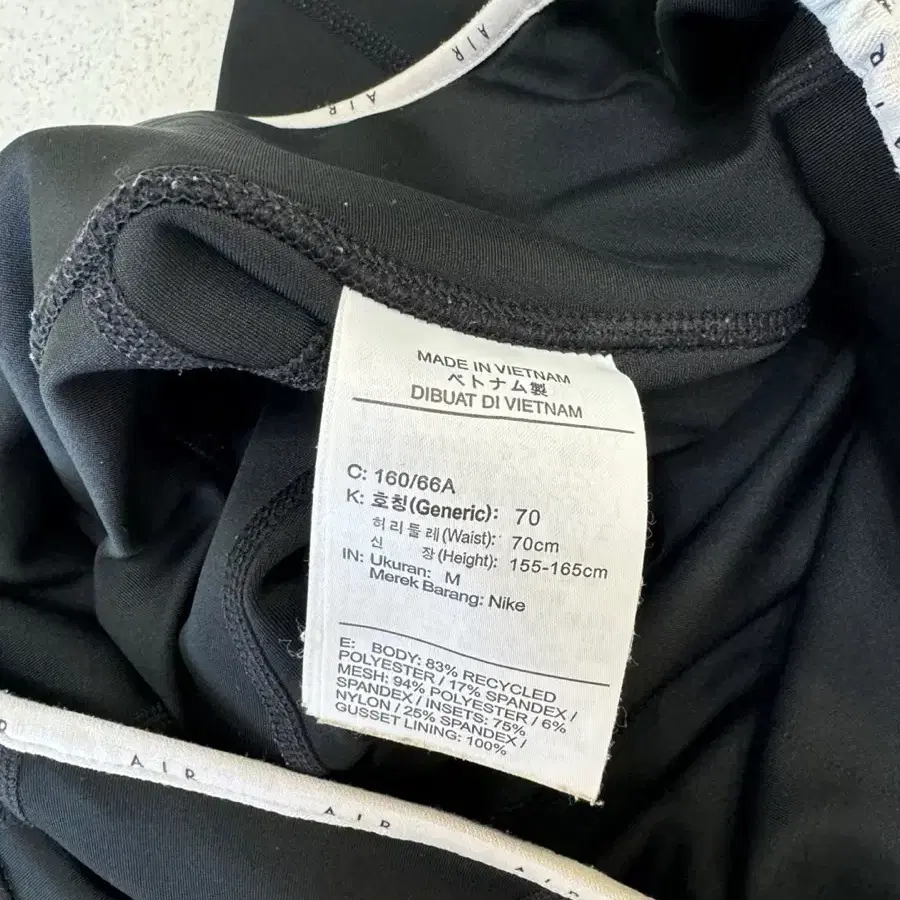 AIR
AIR
MADE IN VIETNAM
ベトナム製
DIBUAT DI VIETNAM
C: 160/66A
K: 호칭(Generic): 70
허리둘레(Waist): 70cm
신 장(Height): 155-165cm
IN: Ukuran: M
Merek Barang: Nike
E: BODY: 83% RECYCLED
POLYESTER / 17% SPANDEX /
MESH: 94% POLYESTER / 6%
SPANDEX / INSETS: 75%
NYLON / 25% SPANDEX /
GUSSET LINING: 100%
AIR
AIR